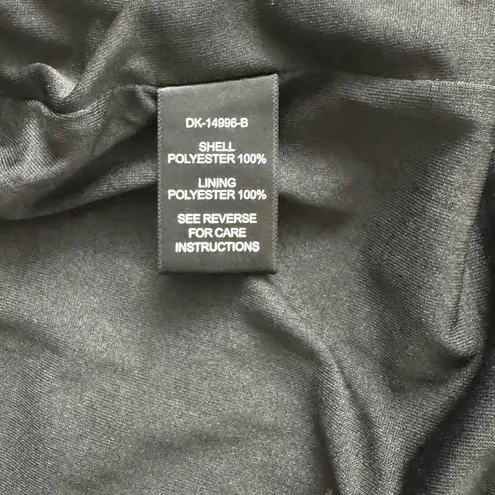 DK-14996-B
SHELL
POLYESTER 100%
LINING
POLYESTER 100%
SEE REVERSE
FOR CARE
INSTRUCTIONS